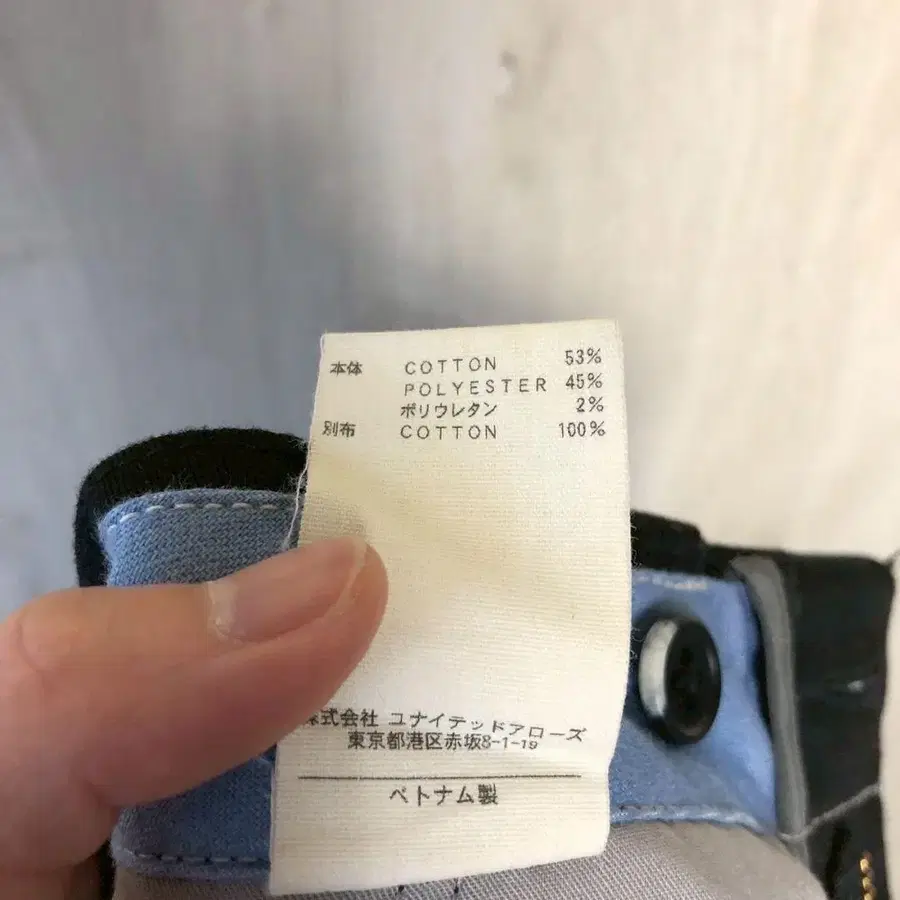 本体 COTTON 53%
POLYESTER 45%
ポリウレタン 2%
別布 COTTON 100%
株式会社 ユナイテッドアローズ
東京都港区赤坂8-1-19
ベトナム製